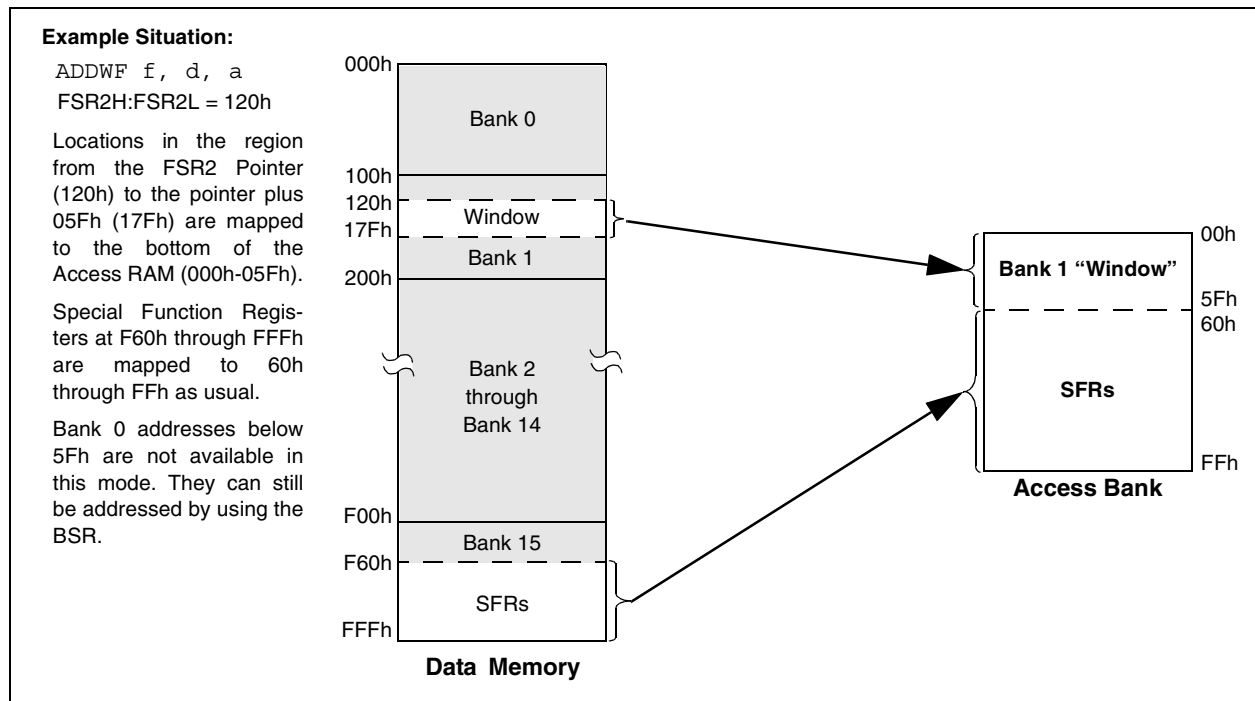 Example Situation:
ADDWF f, d, a
FSR2H:FSR2L = 120h
Locations in the region
from the FSR2 Pointer
(120h) to the pointer plus
05Fh (17Fh) are mapped
to the bottom of the
Access RAM (000h-05Fh).
Special Function Regis-
ters at F60h through FFFh
are mapped to 60h
through FFh as usual.
Bank 0 addresses below
5Fh are not available in
this mode. They can still
be addressed by using the
BSR.
000h
Bank 0
100h
120h
Window
17Fh
Bank 1
200h
Bank 2
through
Bank 14
F00h
Bank 15
F60h
SFRs
FFFh
Data Memory
00h
Bank 1 “Window”
5Fh
60h
SFRs
FFh
Access Bank